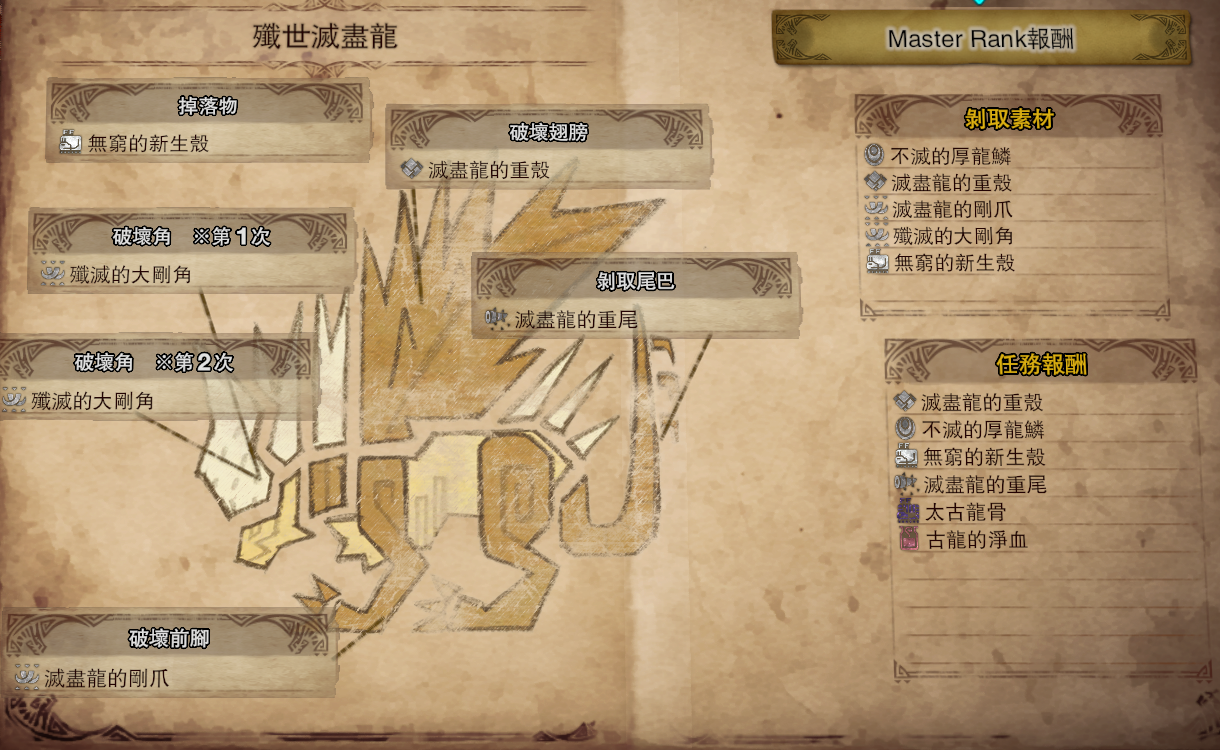 殲世滅盡龍
Master Rank報酬
掉落物
無窮的新生殼
破壞翅膀
滅盡龍的重殼
破壞角 ※第1次
殲滅的大剛角
剝取尾巴
滅盡龍的重尾
破壞角 ※第2次
殲滅的大剛角
破壞前腳
滅盡龍的剛爪
剝取素材
不滅的厚龍鱗
滅盡龍的重殼
滅盡龍的剛爪
殲滅的大剛角
無窮的新生殼
任務報酬
滅盡龍的重殼
不滅的厚龍鱗
無窮的新生殼
滅盡龍的重尾
太古龍骨
古龍的淨血